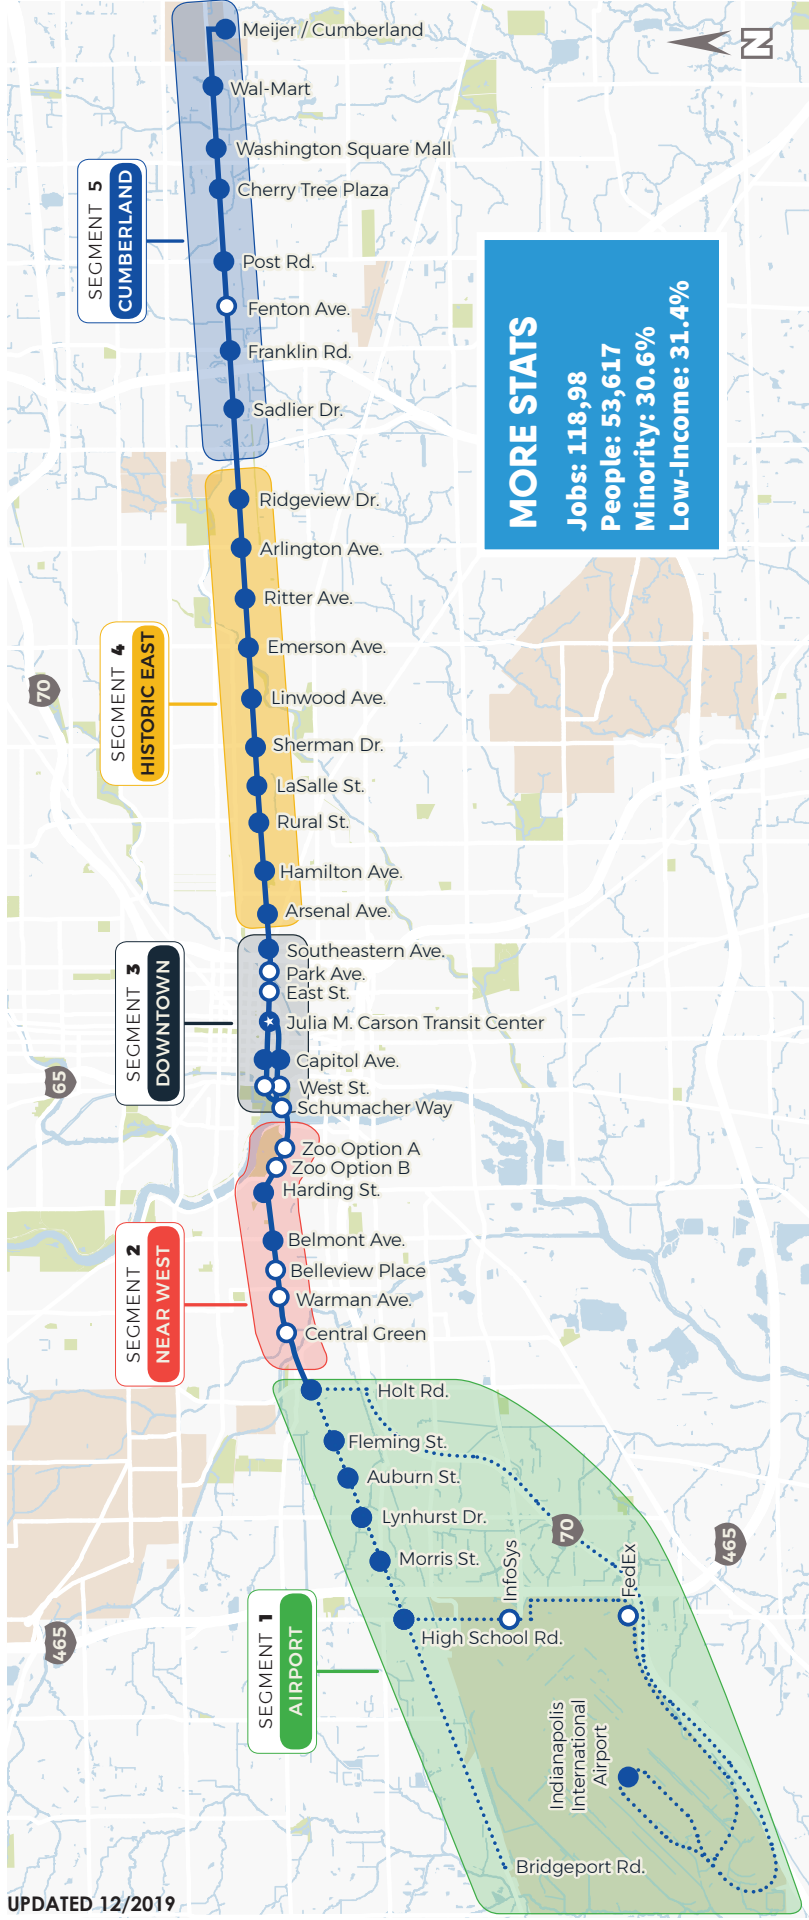 Meijer / Cumberland
N
Wal-Mart
Washington Square Mall
SEGMENT 5
CUMBERLAND
Cherry Tree Plaza
Post Rd.
Fenton Ave.
Franklin Rd.
Sadlier Dr.
MORE STATS
Jobs: 118,98
People: 53,617
Minority: 30.6%
Low-Income: 31.4%
Ridgeview Dr.
Arlington Ave.
Ritter Ave.
Emerson Ave.
SEGMENT 4
HISTORIC EAST
70
Linwood Ave.
Sherman Dr.
LaSalle St.
Rural St.
Hamilton Ave.
Arsenal Ave.
Southeastern Ave.
Park Ave.
East St.
SEGMENT 3
DOWNTOWN
Julia M. Carson Transit Center
Capitol Ave.
65
West St.
Schumacher Way
Zoo Option A
Zoo Option B
Harding St.
Belmont Ave.
Belleview Place
SEGMENT 2
NEAR WEST
Warman Ave.
Central Green
Holt Rd.
Fleming St.
Auburn St.
Lynhurst Dr.
70
465
Morris St.
InfoSys
FedEx
High School Rd.
465
SEGMENT 1
AIRPORT
Indianapolis
International
Airport
Bridgeport Rd.
UPDATED 12/2019